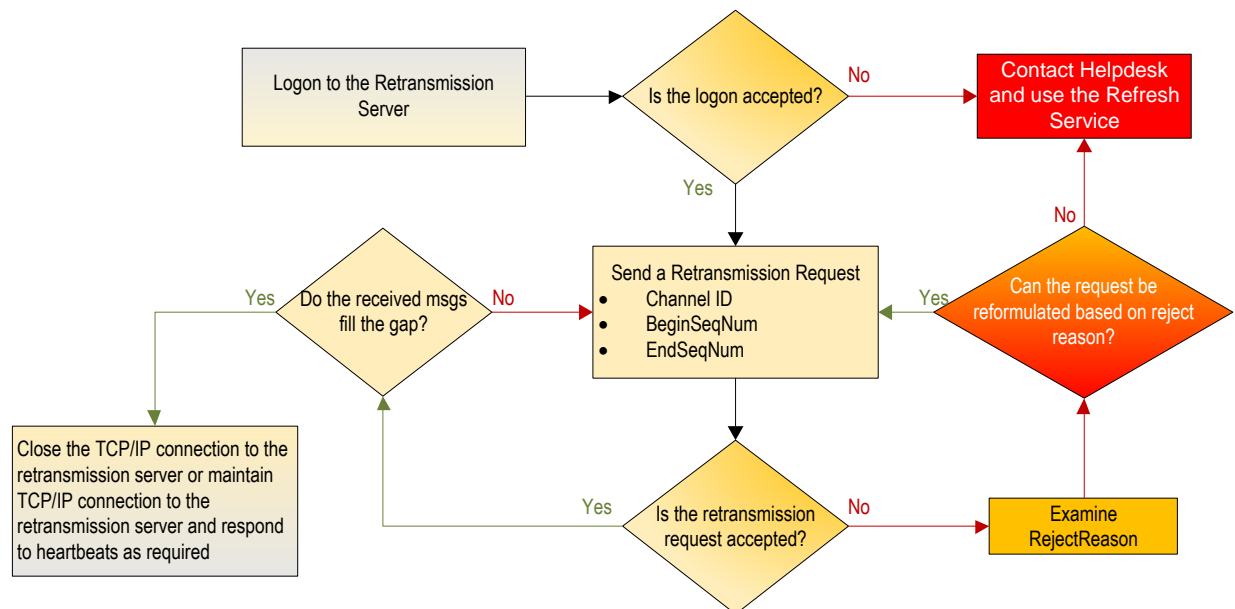 Logon to the Retransmission
Server
Is the logon accepted?
No
Contact Helpdesk
and use the Refresh
Service
Yes
No
Send a Retransmission Request
• Channel ID
• BeginSeqNum
• EndSeqNum
Yes
Do the received msgs
fill the gap?
No
Yes
Can the request be
reformulated based on reject
reason?
Close the TCP/IP connection to the
retransmission server or maintain
TCP/IP connection to the
retransmission server and respond
to heartbeats as required
Yes
Is the retransmission
request accepted?
No
Examine
RejectReason